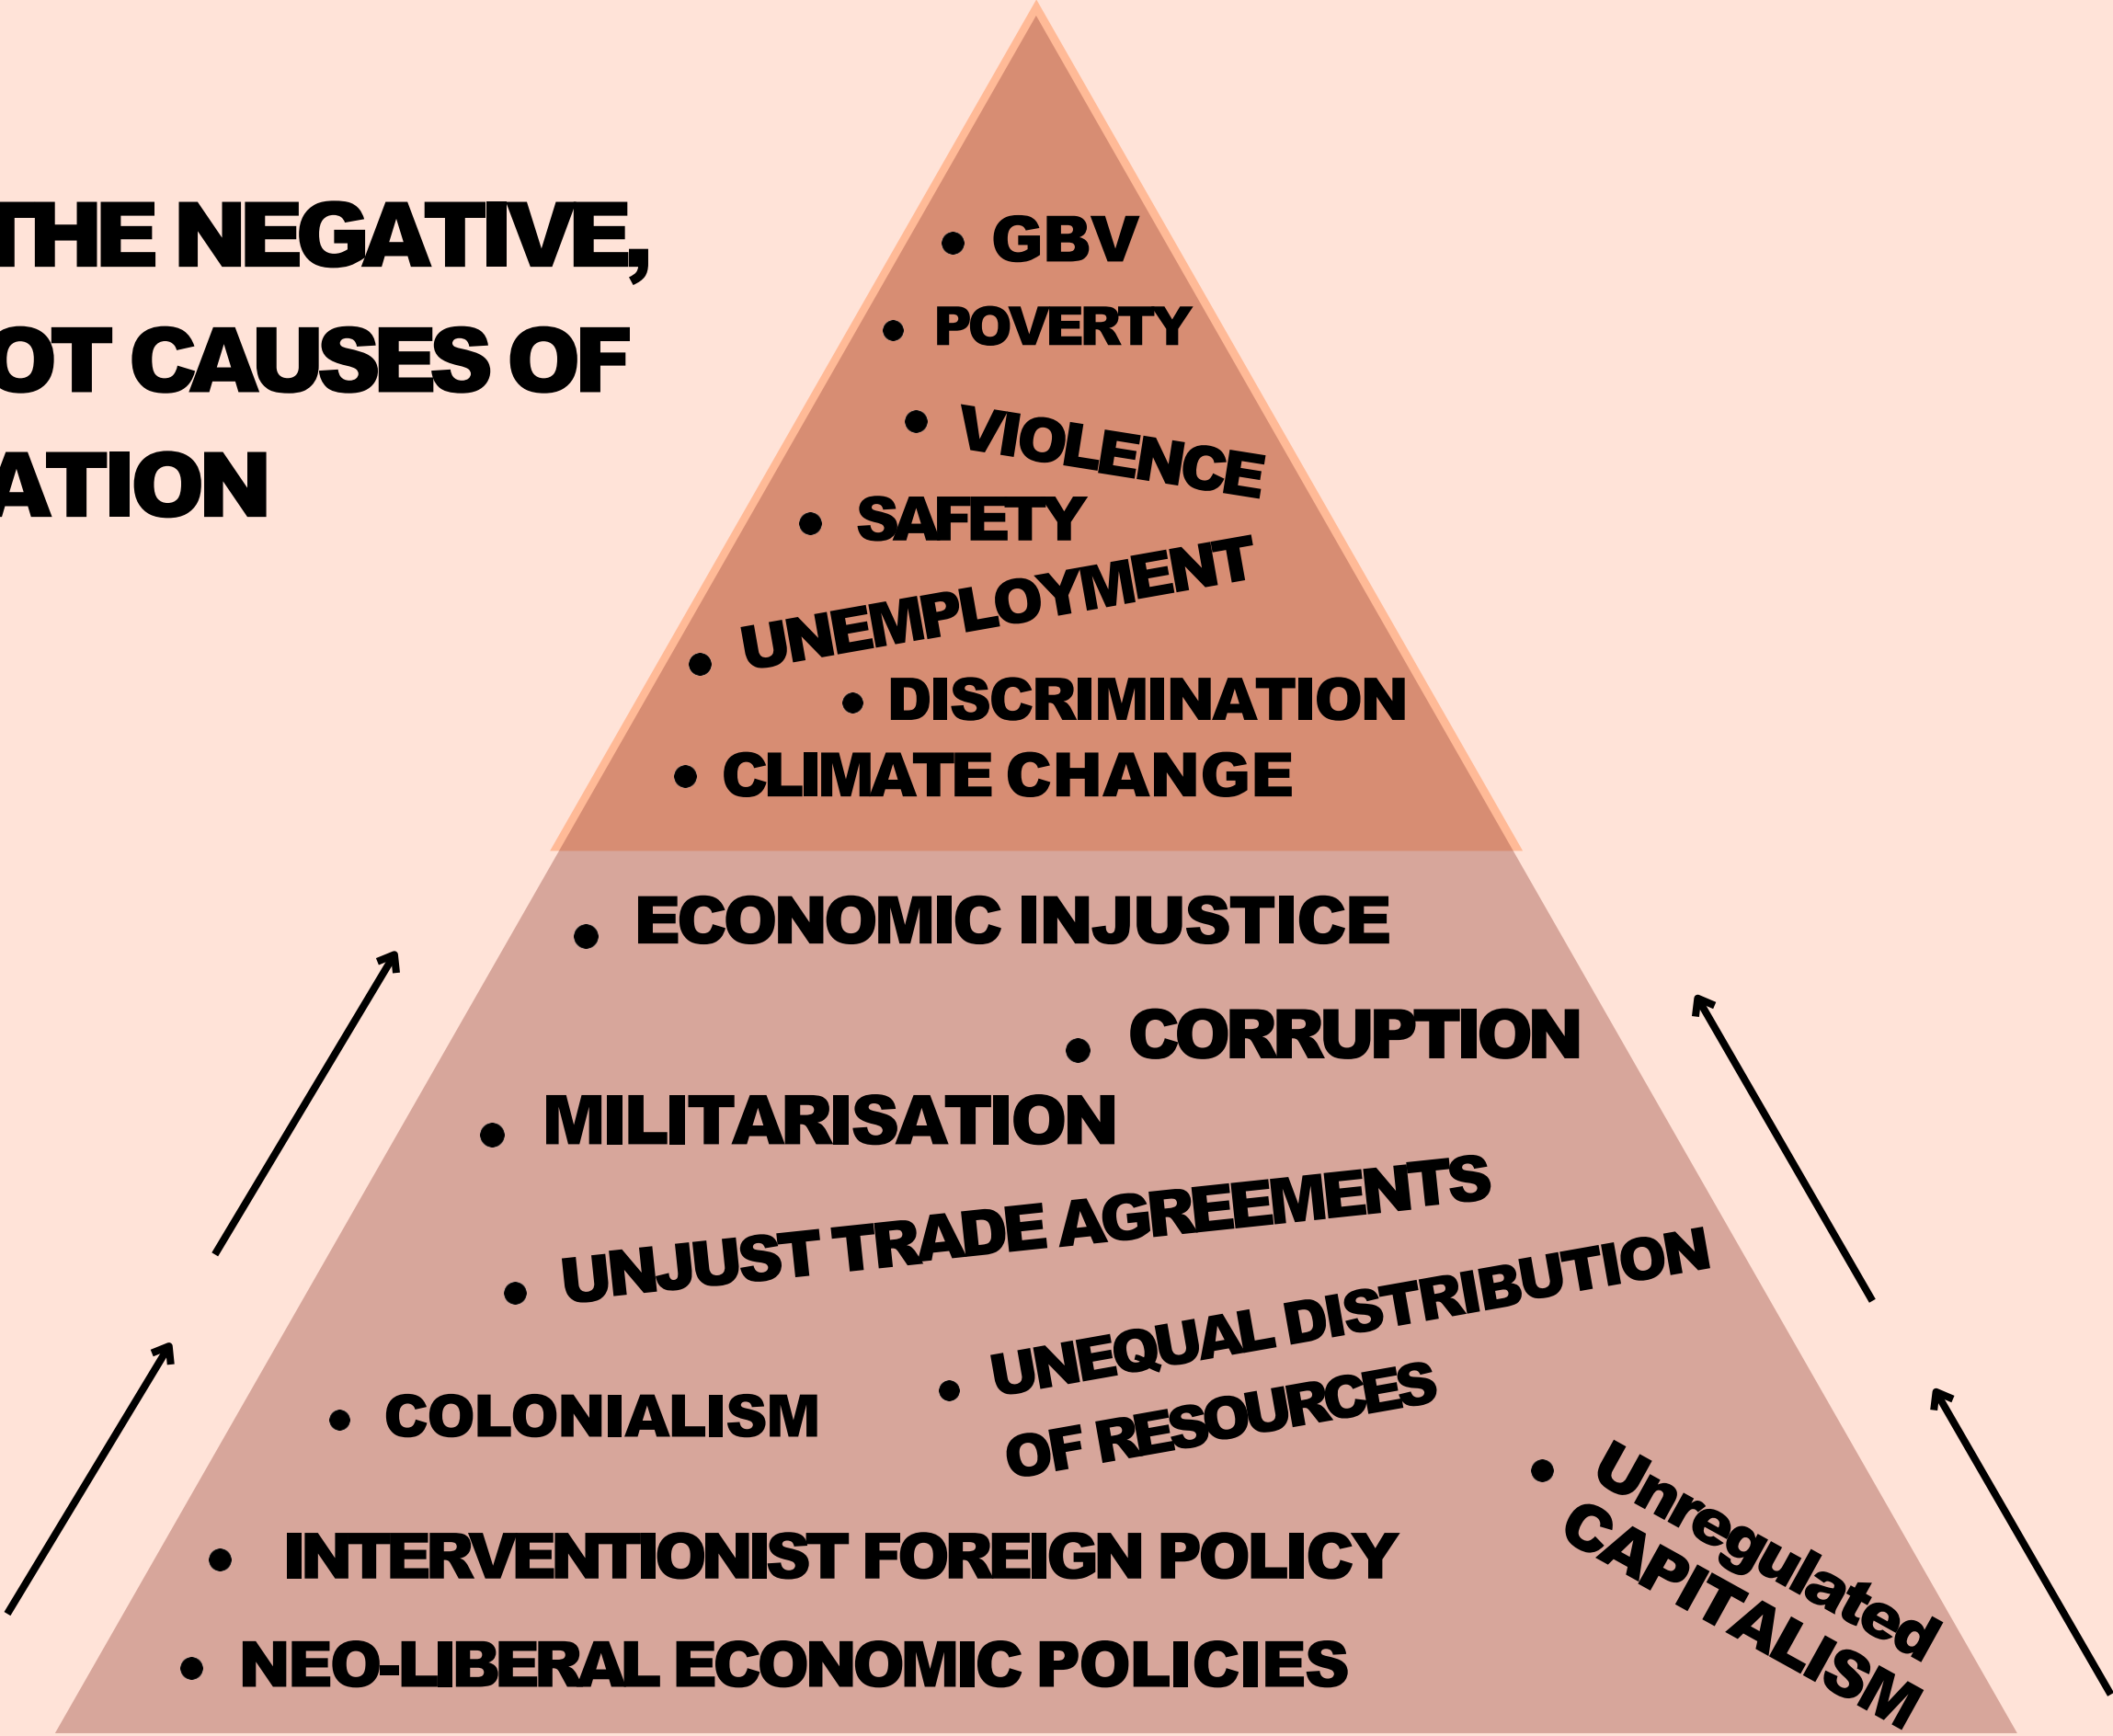 THE NEGATIVE,
OT CAUSES OF
ATION
• GBV
• POVERTY
• VIOLENCE
• SAFETY
• UNEMPLOYMENT
• DISCRIMINATION
• CLIMATE CHANGE
• ECONOMIC INJUSTICE
• CORRUPTION
• MILITARISATION
• UNJUST TRADE AGREEMENTS
• UNEQUAL DISTRIBUTION
OF RESOURCES
• COLONIALISM
• Unregulated
CAPITALISM
• INTERVENTIONIST FOREIGN POLICY
• NEO-LIBERAL ECONOMIC POLICIES